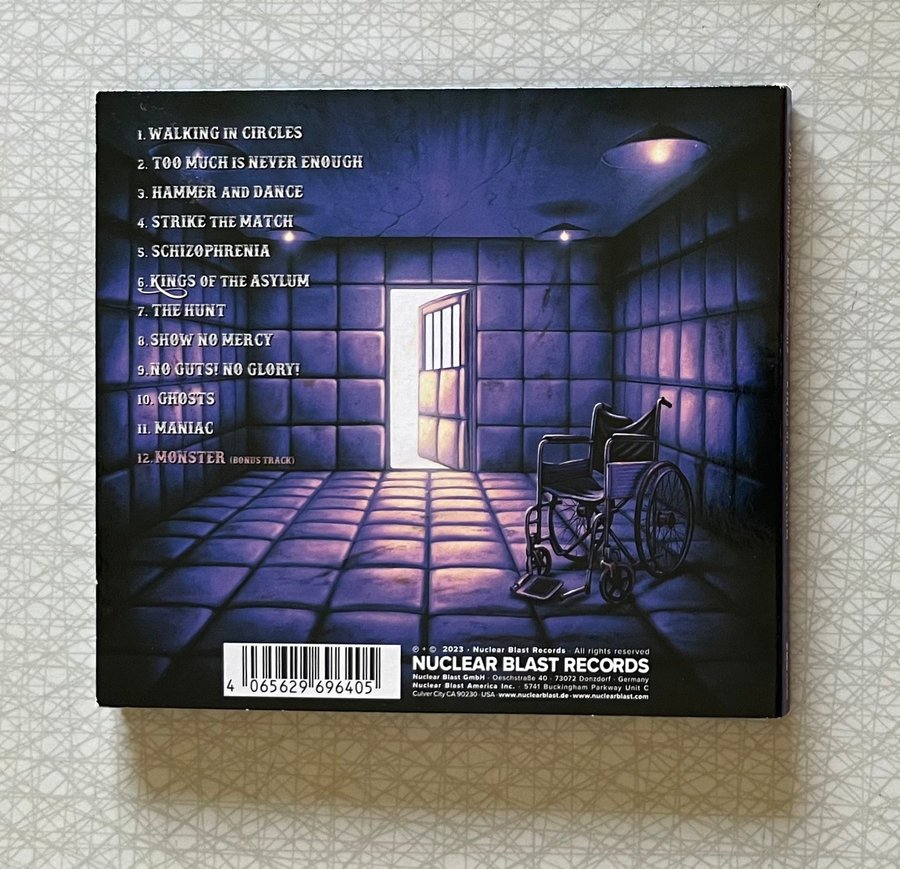 1. WALKING IN CIRCLES
2. TOO MUCH IS NEVER ENOUGH
3. HAMMER AND DANCE
4. STRIKE THE MATCH
5. SCHIZOPHRENIA
6. KINGS OF THE ASYLUM
7. THE HUNT
8. SHOW NO MERCY
9. NO GUTS! NO GLORY!
10. GHOSTS
11. MANIAC
12. MONSTER (BONUS TRACK)
℗ + © 2023 · Nuclear Blast Records · All rights reserved
NUCLEAR BLAST RECORDS
Nuclear Blast GmbH · Oeschstraße 40 · 73072 Donzdorf · Germany
Nuclear Blast America Inc. · 5741 Buckingham Parkway Unit C
Culver City CA 90230 · USA · www.nuclearblast.de · www.nuclearblast.com
4 065629 696405